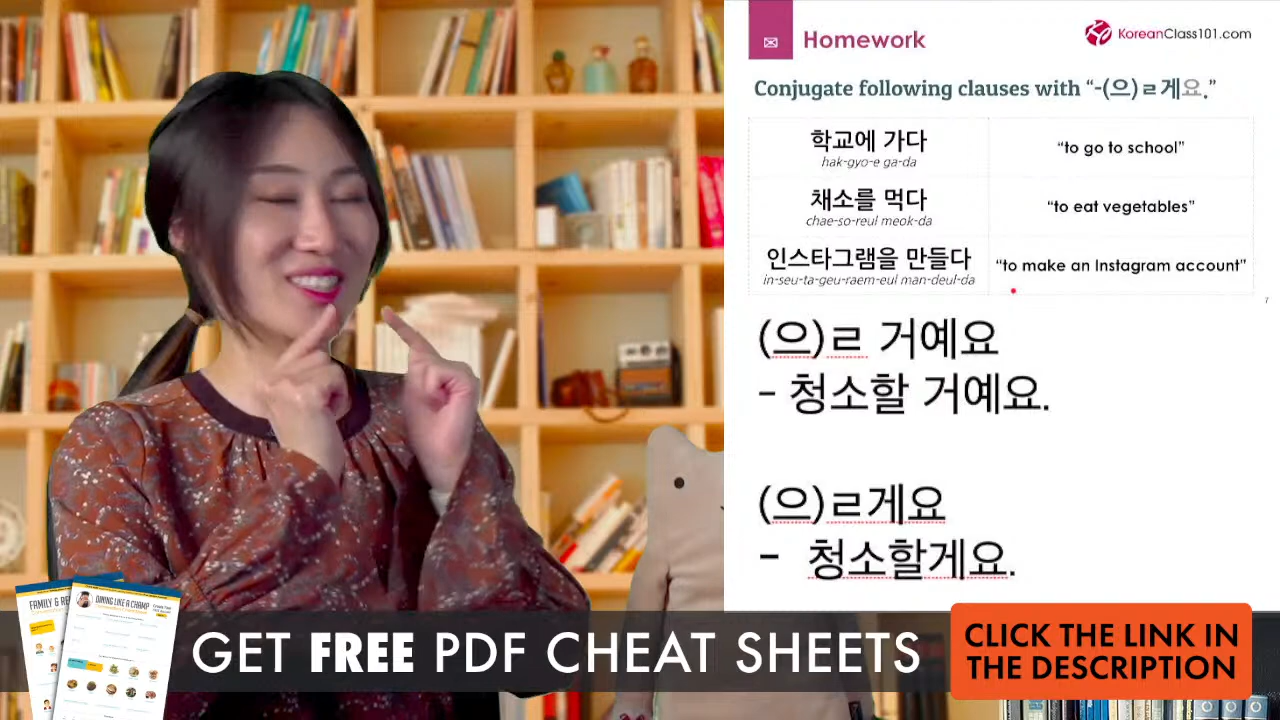 Homework
KoreanClass101.com
Conjugate following clauses with “-(으)ㄹ게요.”
학교에 가다
hak-gyo-e ga-da
“to go to school”
채소를 먹다
chae-so-reul meok-da
“to eat vegetables”
인스타그램을 만들다
in-seu-ta-geu-raem-eul man-deul-da
“to make an Instagram account”
7
(으)ㄹ 거예요
- 청소할 거예요.
(으)ㄹ게요
- 청소할게요.
FAMILY & RE
DINING LIKE A CHAMP
GET FREE PDF CHEAT SHEETS
CLICK THE LINK IN
THE DESCRIPTION